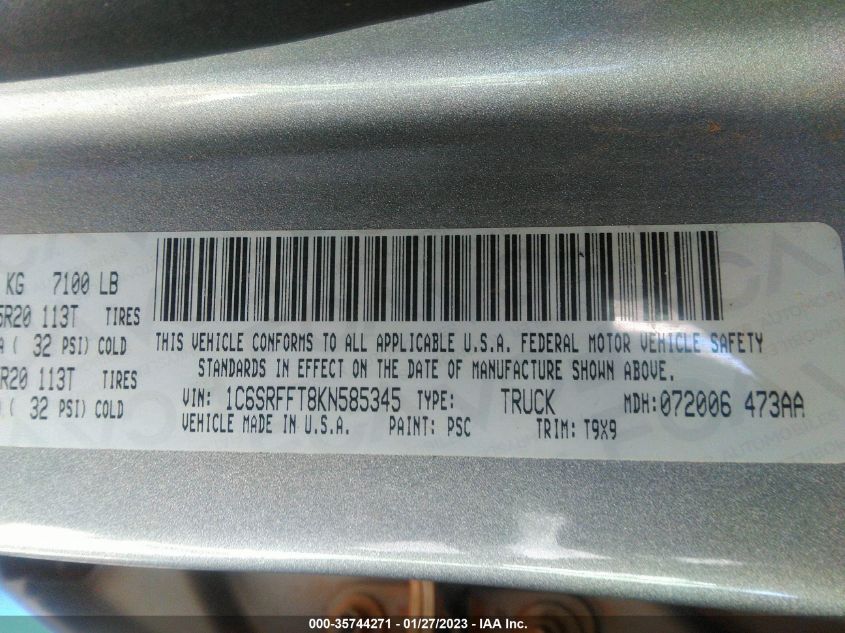 KG 7100 LB
5R20 113T TIRES
A ( 32 PSI) COLD
R20 113T TIRES
( 32 PSI) COLD
THIS VEHICLE CONFORMS TO ALL APPLICABLE U.S.A. FEDERAL MOTOR VEHICLE SAFETY
STANDARDS IN EFFECT ON THE DATE OF MANUFACTURE SHOWN ABOVE.
VIN: 1C6SRFFT8KN585345 TYPE: TRUCK MDH:072006 473AA
VEHICLE MADE IN U.S.A. PAINT: PSC TRIM: T9X9
000-35744271 - 01/27/2023 - IAA Inc.